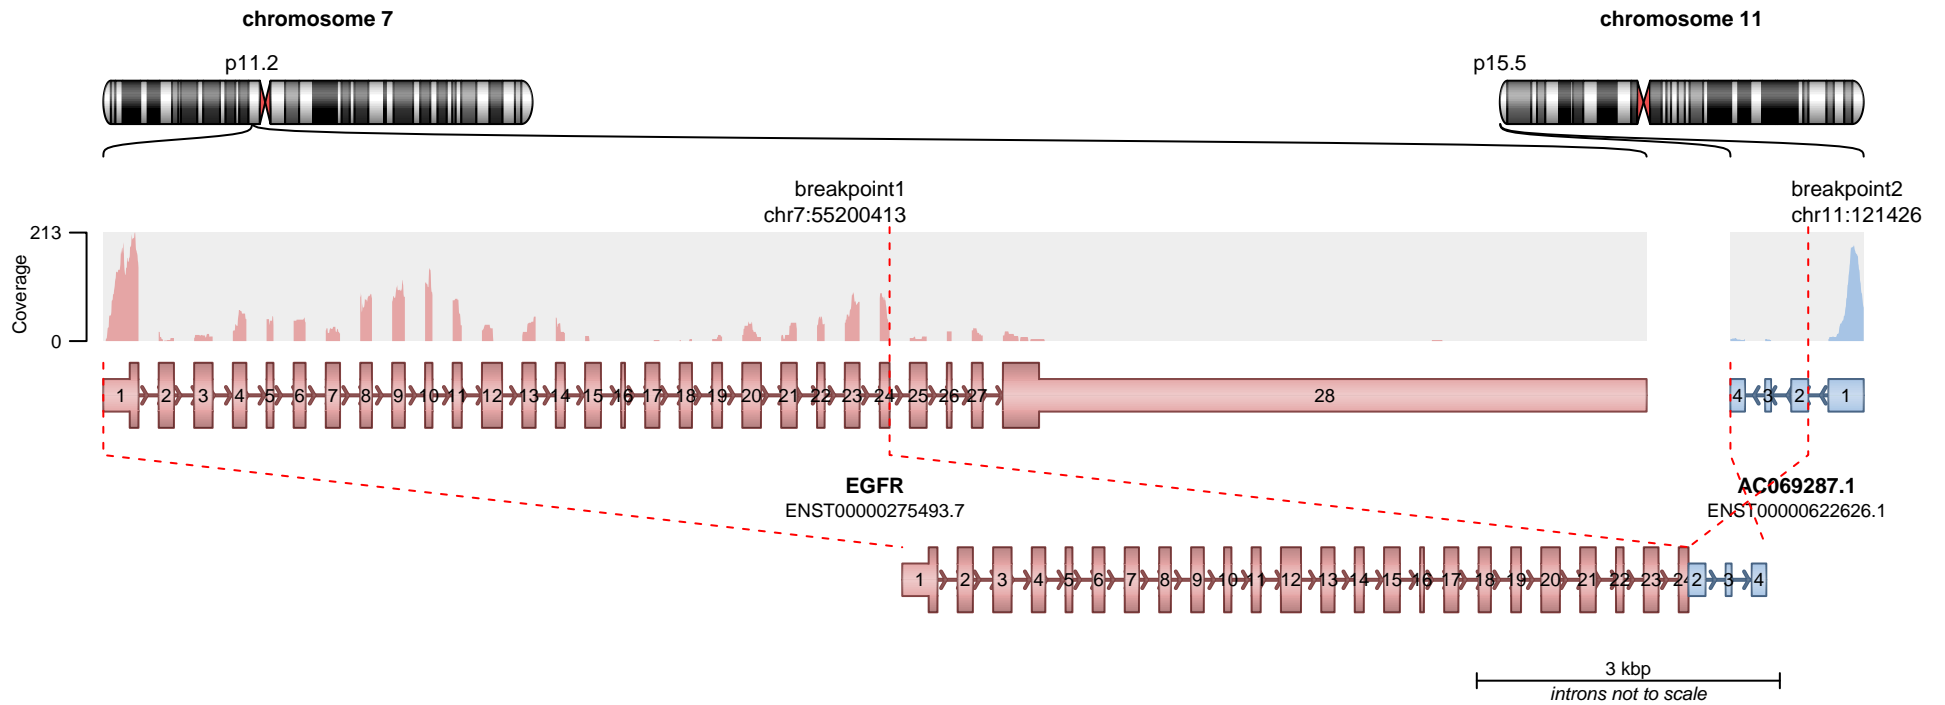 chromosome 7
chromosome 11
p11.2
p15.5
breakpoint1
chr7:55200413
breakpoint2
chr11:121426
213
0
Coverage
1 2 3 4 5 6 7 8 9 10 11 12 13 14 15 16 17 18 19 20 21 22 23 24 25 26 27 28
4 3 2 1
EGFR
ENST00000275493.7
AC069287.1
ENST00000622626.1
1 2 3 4 5 6 7 8 9 10 11 12 13 14 15 16 17 18 19 20 21 22 23 24 2 3 4
3 kbp
introns not to scale